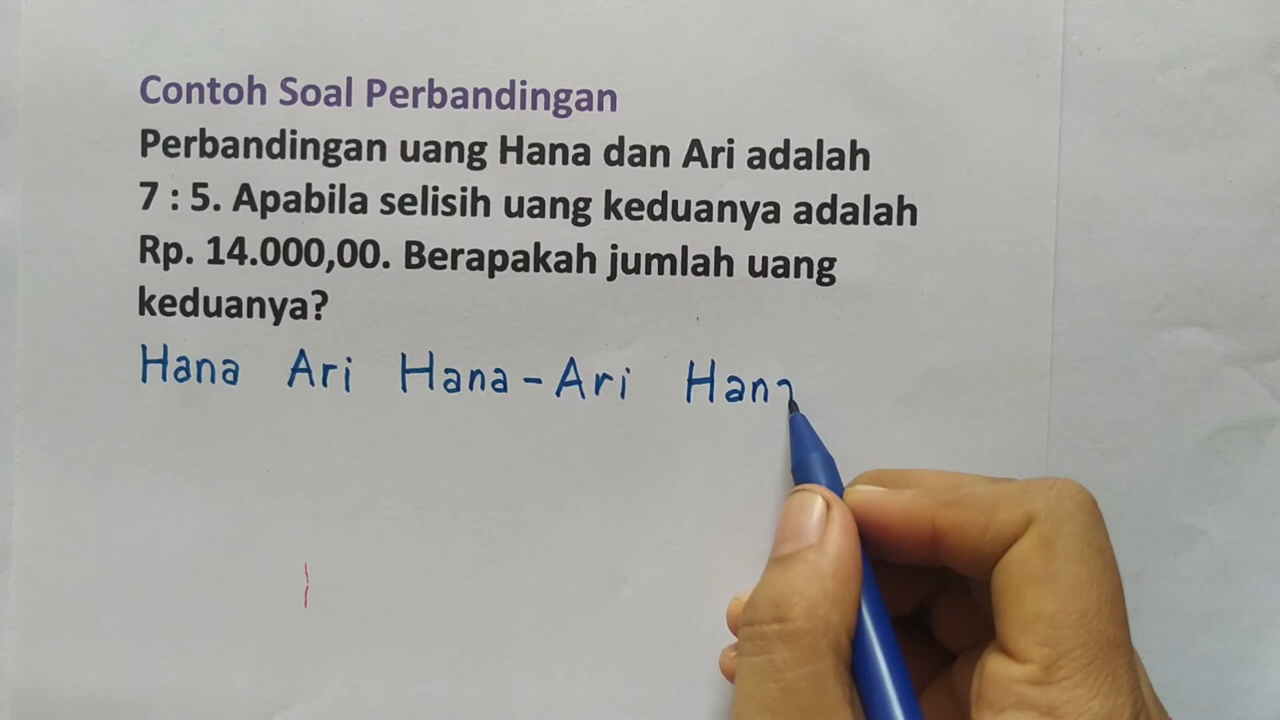 Contoh Soal Perbandingan
Perbandingan uang Hana dan Ari adalah
7 : 5. Apabila selisih uang keduanya adalah
Rp. 14.000,00. Berapakah jumlah uang
keduanya?
Hana Ari Hana - Ari Han